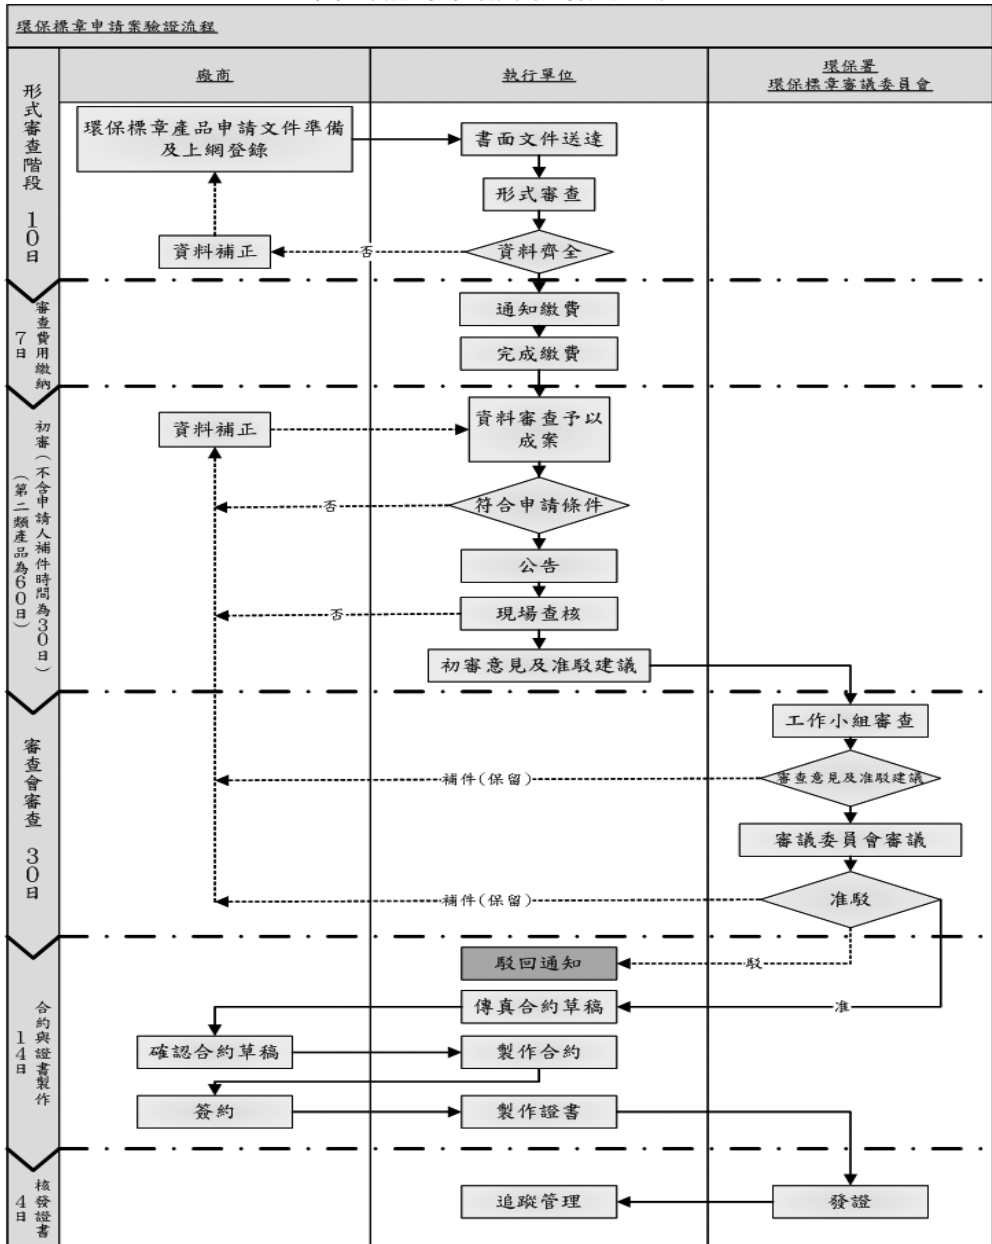 環保標章申請案驗證流程
廠商
執行單位
環保署
環保標章審議委員會
形式審查階段 10日
環保標章產品申請文件準備
及上網登錄
書面文件送達
形式審查
資料齊全
否
資料補正
審查費用繳納
7日
通知繳費
完成繳費
初審(不含申請人補件時間為30日)
(第二類產品為60日)
資料補正
資料審查予以
成案
符合申請條件
否
公告
現場查核
否
初審意見及准駁建議
審查會審查 30日
工作小組審查
審查意見及准駁建議
補件(保留)
審議委員會審議
准駁
補件(保留)
合約與證書製作
14日
駁回通知
駁
傳真合約草稿
准
確認合約草稿
製作合約
簽約
製作證書
核發證書
4日
追蹤管理
發證